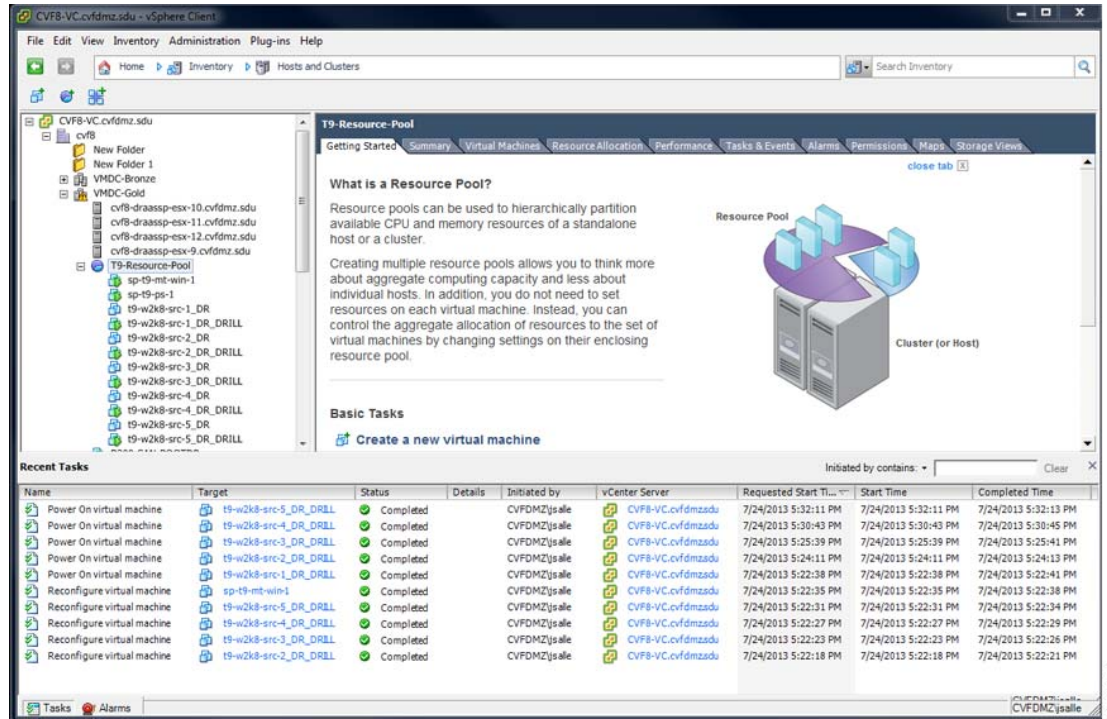 CVF8-VC.cvfdmz.sdu - vSphere Client
File Edit View Inventory Administration Plug-ins Help
Home Inventory Hosts and Clusters
Search Inventory
CVF8-VC.cvfdmz.sdu
cvf8
New Folder
New Folder 1
VMDC-Bronze
VMDC-Gold
cvf8-draassp-esx-10.cvfdmz.sdu
cvf8-draassp-esx-11.cvfdmz.sdu
cvf8-draassp-esx-12.cvfdmz.sdu
cvf8-draassp-esx-9.cvfdmz.sdu
T9-Resource-Pool
sp-t9-mt-win-1
sp-t9-ps-1
t9-w2k8-src-1_DR
t9-w2k8-src-1_DR_DRILL
t9-w2k8-src-2_DR
t9-w2k8-src-2_DR_DRILL
t9-w2k8-src-3_DR
t9-w2k8-src-3_DR_DRILL
t9-w2k8-src-4_DR
t9-w2k8-src-4_DR_DRILL
t9-w2k8-src-5_DR
t9-w2k8-src-5_DR_DRILL
T9-Resource-Pool
Getting Started Summary Virtual Machines Resource Allocation Performance Tasks & Events Alarms Permissions Maps Storage Views
close tab X
What is a Resource Pool?
Resource pools can be used to hierarchically partition
available CPU and memory resources of a standalone
host or a cluster.
Creating multiple resource pools allows you to think more
about aggregate computing capacity and less about
individual hosts. In addition, you do not need to set
resources on each virtual machine. Instead, you can
control the aggregate allocation of resources to the set of
virtual machines by changing settings on their enclosing
resource pool.
Resource Pool
Cluster (or Host)
Basic Tasks
Create a new virtual machine
Recent Tasks Initiated by contains: Clear
Name Target Status Details Initiated by vCenter Server Requested Start Ti... Start Time Completed Time
Power On virtual machine t9-w2k8-src-5_DR_DRILL Completed CVFDMZ\jsalle CVF8-VC.cvfdmz.sdu 7/24/2013 5:32:11 PM 7/24/2013 5:32:11 PM 7/24/2013 5:32:13 PM
Power On virtual machine t9-w2k8-src-4_DR_DRILL Completed CVFDMZ\jsalle CVF8-VC.cvfdmz.sdu 7/24/2013 5:30:43 PM 7/24/2013 5:30:43 PM 7/24/2013 5:30:45 PM
Power On virtual machine t9-w2k8-src-3_DR_DRILL Completed CVFDMZ\jsalle CVF8-VC.cvfdmz.sdu 7/24/2013 5:25:39 PM 7/24/2013 5:25:39 PM 7/24/2013 5:25:41 PM
Power On virtual machine t9-w2k8-src-2_DR_DRILL Completed CVFDMZ\jsalle CVF8-VC.cvfdmz.sdu 7/24/2013 5:24:11 PM 7/24/2013 5:24:11 PM 7/24/2013 5:24:13 PM
Power On virtual machine t9-w2k8-src-1_DR_DRILL Completed CVFDMZ\jsalle CVF8-VC.cvfdmz.sdu 7/24/2013 5:22:38 PM 7/24/2013 5:22:38 PM 7/24/2013 5:22:41 PM
Reconfigure virtual machine sp-t9-mt-win-1 Completed CVFDMZ\jsalle CVF8-VC.cvfdmz.sdu 7/24/2013 5:22:35 PM 7/24/2013 5:22:35 PM 7/24/2013 5:22:38 PM
Reconfigure virtual machine t9-w2k8-src-5_DR_DRILL Completed CVFDMZ\jsalle CVF8-VC.cvfdmz.sdu 7/24/2013 5:22:31 PM 7/24/2013 5:22:31 PM 7/24/2013 5:22:34 PM
Reconfigure virtual machine t9-w2k8-src-4_DR_DRILL Completed CVFDMZ\jsalle CVF8-VC.cvfdmz.sdu 7/24/2013 5:22:27 PM 7/24/2013 5:22:27 PM 7/24/2013 5:22:29 PM
Reconfigure virtual machine t9-w2k8-src-3_DR_DRILL Completed CVFDMZ\jsalle CVF8-VC.cvfdmz.sdu 7/24/2013 5:22:23 PM 7/24/2013 5:22:23 PM 7/24/2013 5:22:26 PM
Reconfigure virtual machine t9-w2k8-src-2_DR_DRILL Completed CVFDMZ\jsalle CVF8-VC.cvfdmz.sdu 7/24/2013 5:22:18 PM 7/24/2013 5:22:18 PM 7/24/2013 5:22:21 PM
Tasks Alarms CVFDMZ\jsalle